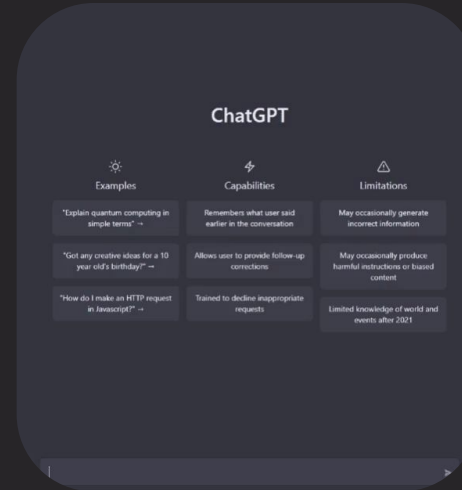 ChatGPT
Examples
"Explain quantum computing in
simple terms" →
"Got any creative ideas for a 10
year old's birthday?" →
"How do I make an HTTP request
in Javascript?" →
Capabilities
Remembers what user said
earlier in the conversation
Allows user to provide follow-up
corrections
Trained to decline inappropriate
requests
Limitations
May occasionally generate
incorrect information
May occasionally produce
harmful instructions or biased
content
Limited knowledge of world and
events after 2021